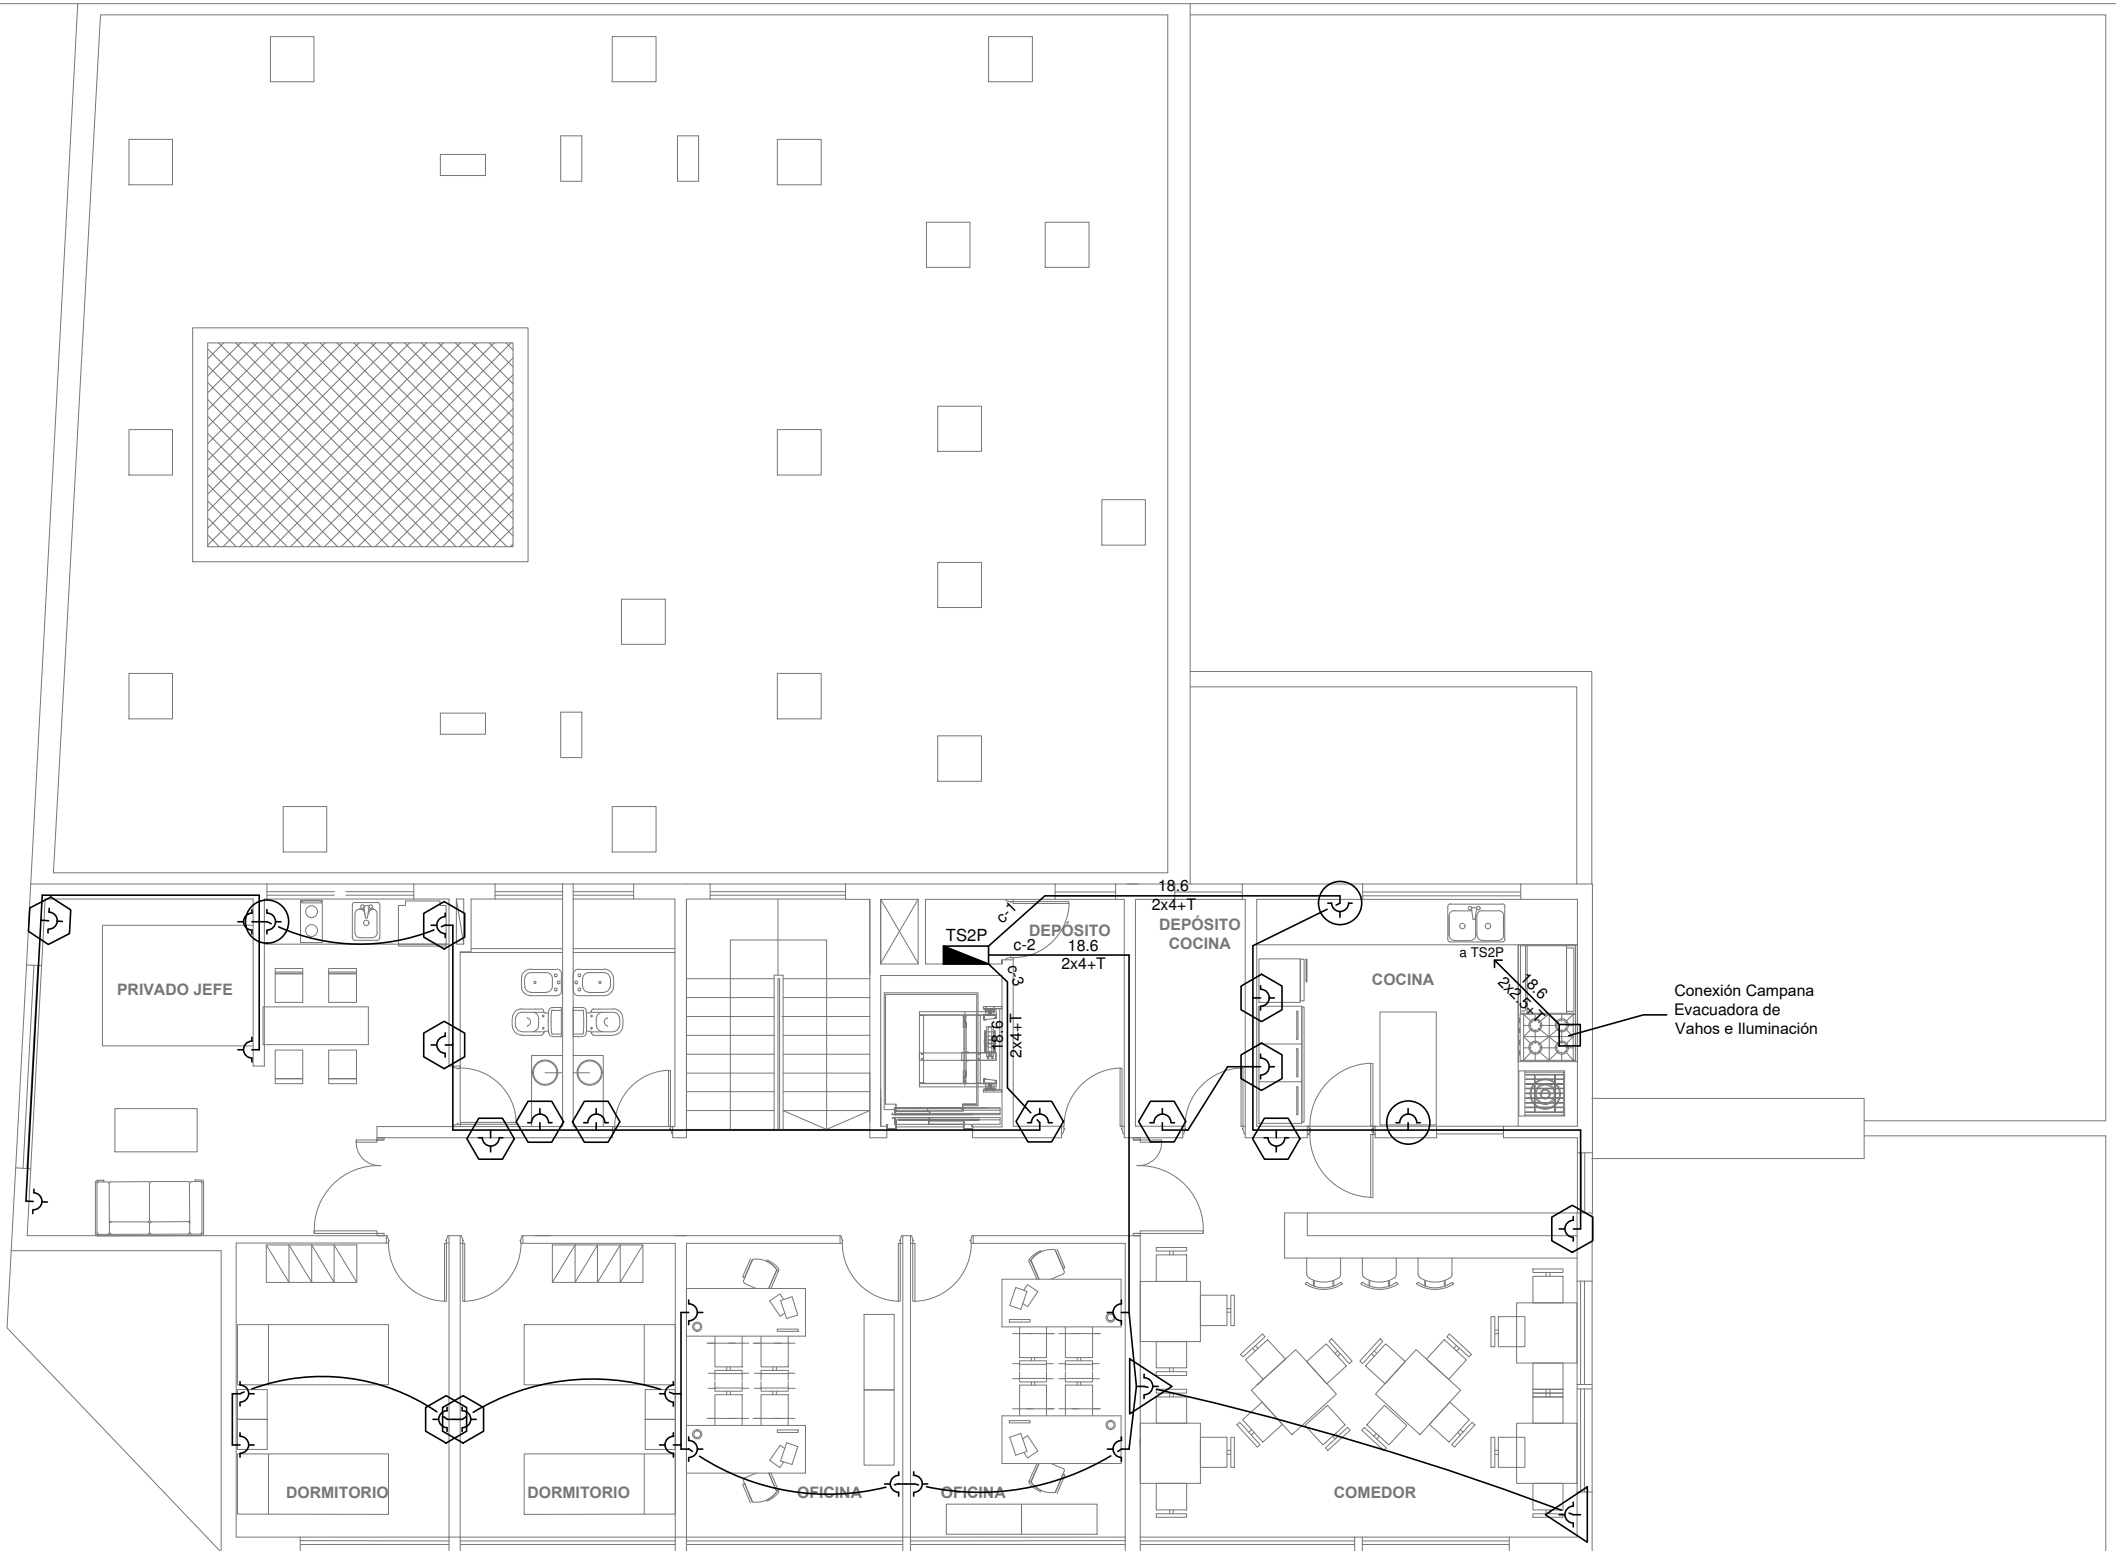 18.6
2x4+T
c-1
DEPÓSITO
DEPÓSITO
COCINA
TS2P
c-2
18.6
2x4+T
c-3
18.6
2x4+T
a TS2P
18.6
2x2.5+T
COCINA
PRIVADO JEFE
Conexión Campana
Evacuadora de
Vahos e Iluminación
DORMITORIO
DORMITORIO
OFICINA
OFICINA
COMEDOR